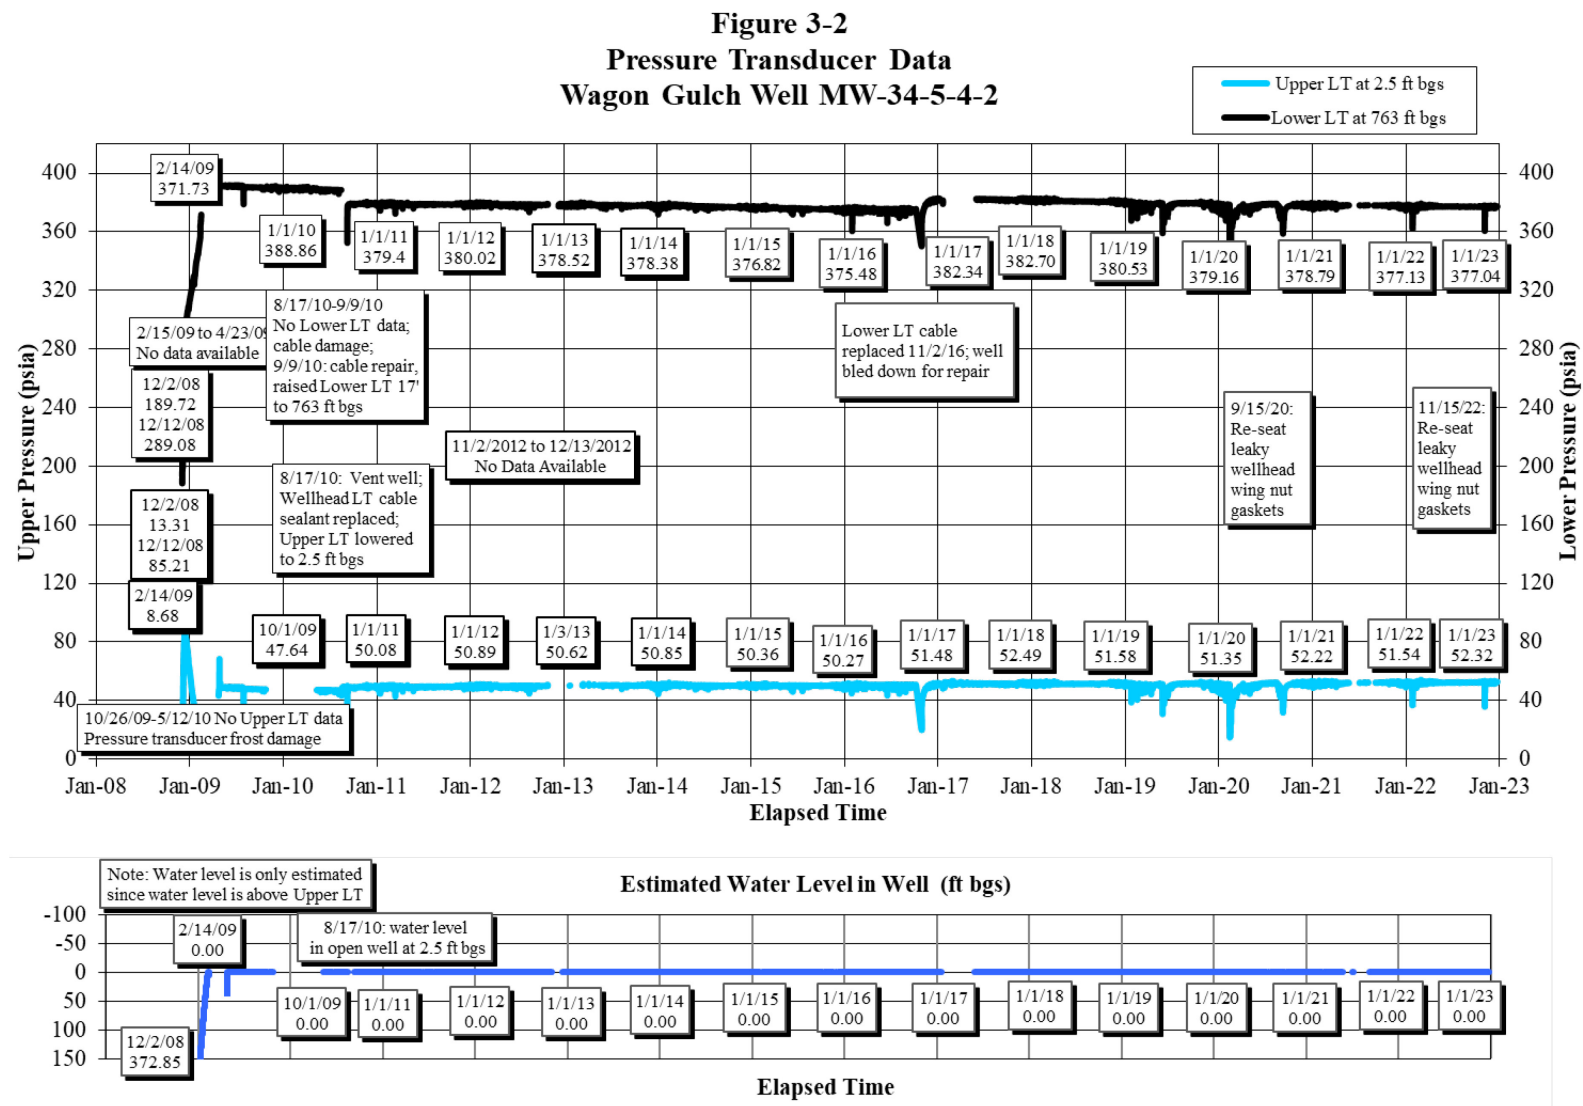 Figure 3-2
Pressure Transducer Data
Wagon Gulch Well MW-34-5-4-2
Upper LT at 2.5 ft bgs
Lower LT at 763 ft bgs
Upper Pressure (psia)
400
360
320
280
240
200
160
120
80
40
0
Lower Pressure (psia)
400
360
320
280
240
200
160
120
80
40
0
2/14/09
371.73
1/1/10
388.86
1/1/11
379.4
1/1/12
380.02
1/1/13
378.52
1/1/14
378.38
1/1/15
376.82
1/1/16
375.48
1/1/17
382.34
1/1/18
382.70
1/1/19
380.53
1/1/20
379.16
1/1/21
378.79
1/1/22
377.13
1/1/23
377.04
2/15/09 to 4/23/09
No data available
8/17/10-9/9/10
No Lower LT data;
cable damage;
9/9/10: cable repair,
raised Lower LT 17'
to 763 ft bgs
Lower LT cable
replaced 11/2/16; well
bled down for repair
12/2/08
189.72
12/12/08
289.08
11/2/2012 to 12/13/2012
No Data Available
9/15/20:
Re-seat
leaky
wellhead
wing nut
gaskets
11/15/22:
Re-seat
leaky
wellhead
wing nut
gaskets
12/2/08
13.31
12/12/08
85.21
8/17/10: Vent well;
Wellhead LT cable
sealant replaced;
Upper LT lowered
to 2.5 ft bgs
2/14/09
8.68
10/1/09
47.64
1/1/11
50.08
1/1/12
50.89
1/3/13
50.62
1/1/14
50.85
1/1/15
50.36
1/1/16
50.27
1/1/17
51.48
1/1/18
52.49
1/1/19
51.58
1/1/20
51.35
1/1/21
52.22
1/1/22
51.54
1/1/23
52.32
10/26/09-5/12/10 No Upper LT data
Pressure transducer frost damage
Jan-08 Jan-09 Jan-10 Jan-11 Jan-12 Jan-13 Jan-14 Jan-15 Jan-16 Jan-17 Jan-18 Jan-19 Jan-20 Jan-21 Jan-22 Jan-23
Elapsed Time
Note: Water level is only estimated
since water level is above Upper LT
Estimated Water Level in Well (ft bgs)
-100
-50
0
50
100
150
2/14/09
0.00
8/17/10: water level
in open well at 2.5 ft bgs
12/2/08
372.85
10/1/09
0.00
1/1/11
0.00
1/1/12
0.00
1/1/13
0.00
1/1/14
0.00
1/1/15
0.00
1/1/16
0.00
1/1/17
0.00
1/1/18
0.00
1/1/19
0.00
1/1/20
0.00
1/1/21
0.00
1/1/22
0.00
1/1/23
0.00
Elapsed Time